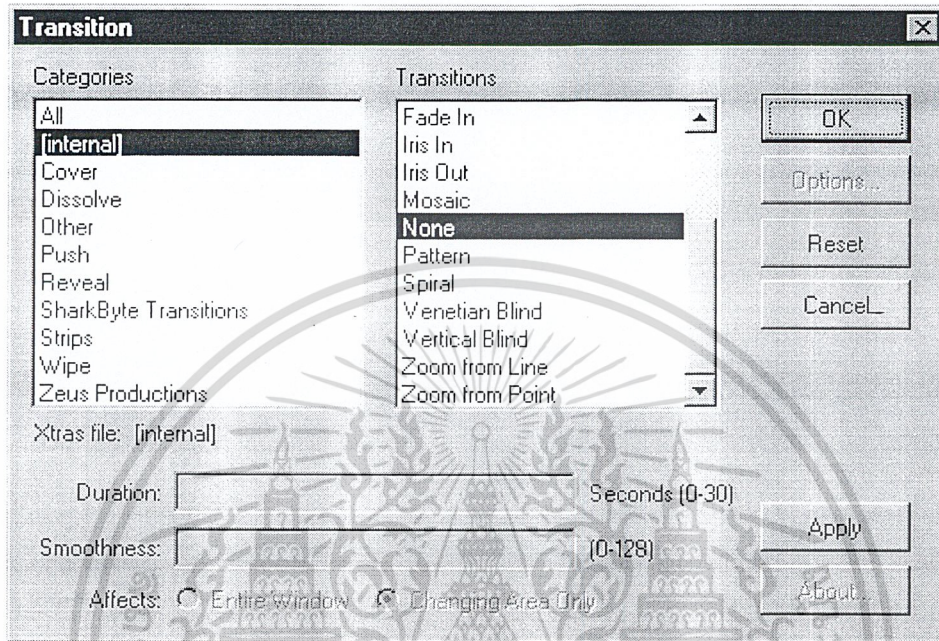 Transition
Categories
All
[internal]
Cover
Dissolve
Other
Push
Reveal
SharkByte Transitions
Strips
Wipe
Zeus Productions
Xtras file: [internal]
Transitions
Fade In
Iris In
Iris Out
Mosaic
None
Pattern
Spiral
Venetian Blind
Vertical Blind
Zoom from Line
Zoom from Point
OK
Options...
Reset
Cancel
Duration: Seconds (0-30)
Smoothness: (0-128)
Affects: Entire Window Changing Area Only
Apply
About...